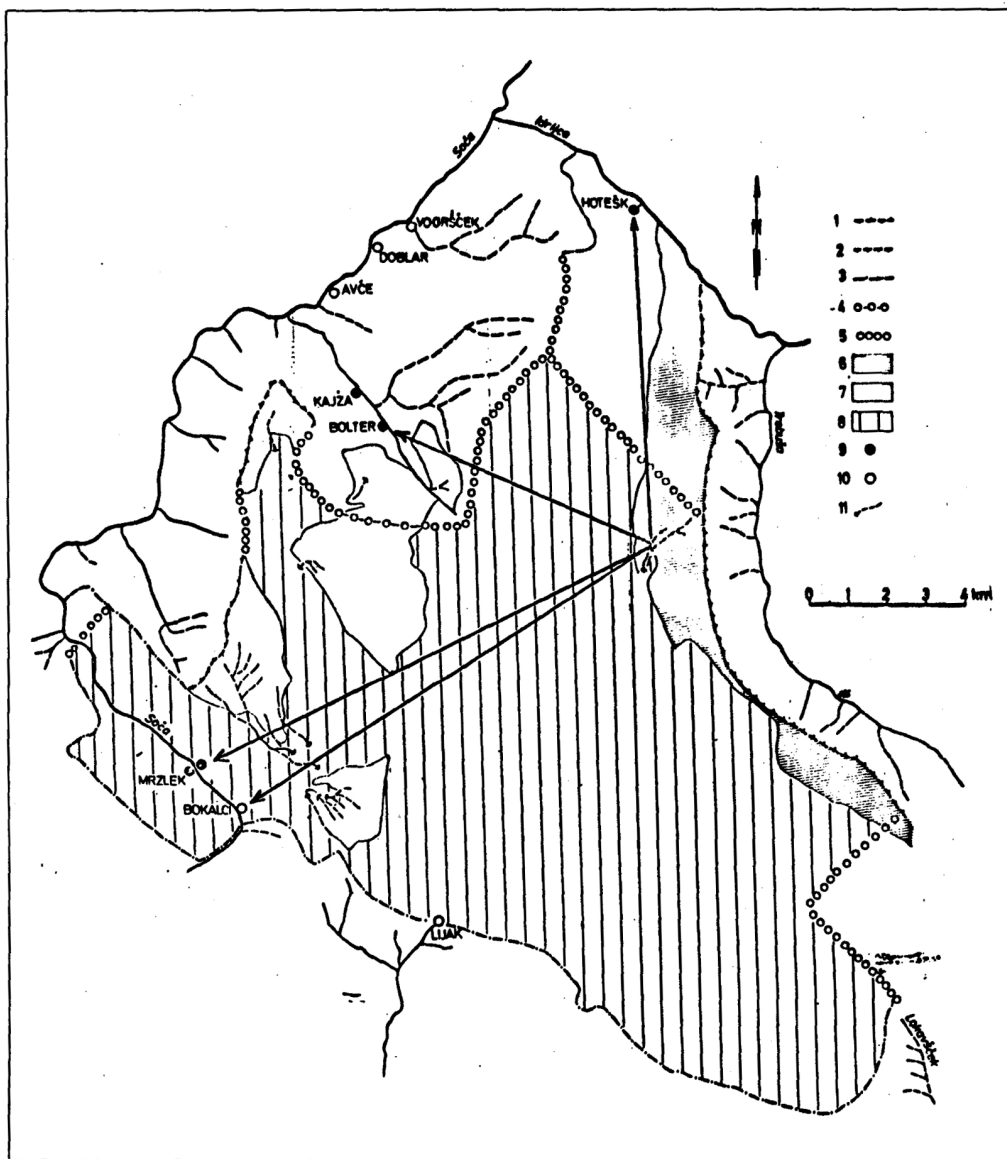 Soča
Idrijca
HOTEŠK
VOGRŠČEK
DOBLAR
AVČE
KAJŽA
BOLTER
N
1
2
3
4
5
6
7
8
9
10
11
0 1 2 3 4 km
Soča
MRZLEK
BOKALCI
LIJAK
Lokavšček